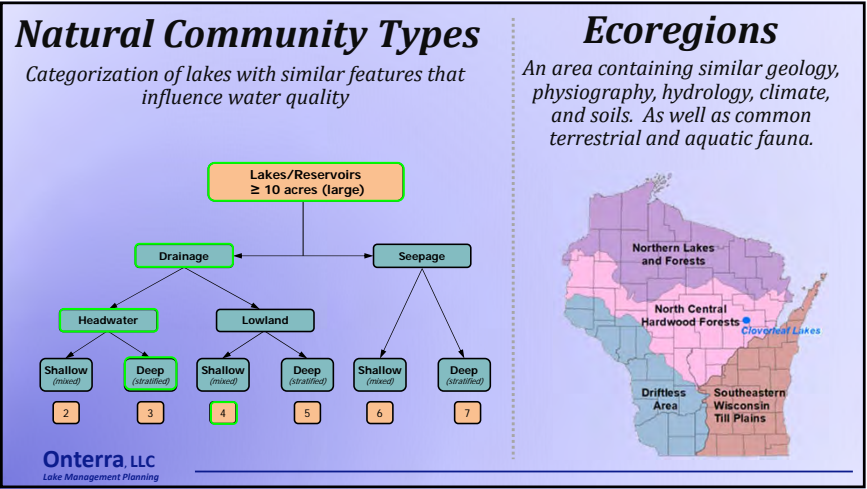 Natural Community Types
Categorization of lakes with similar features that
influence water quality
Lakes/Reservoirs
≥ 10 acres (large)
Drainage
Seepage
Headwater
Lowland
Shallow
(mixed)
Deep
(stratified)
Shallow
(mixed)
Deep
(stratified)
Shallow
(mixed)
Deep
(stratified)
2
3
4
5
6
7
Onterra, LLC
Lake Management Planning
Ecoregions
An area containing similar geology,
physiography, hydrology, climate,
and soils. As well as common
terrestrial and aquatic fauna.
Northern Lakes
and Forests
North Central
Hardwood Forests
Cloverleaf Lakes
Driftless
Area
Southeastern
Wisconsin
Till Plains